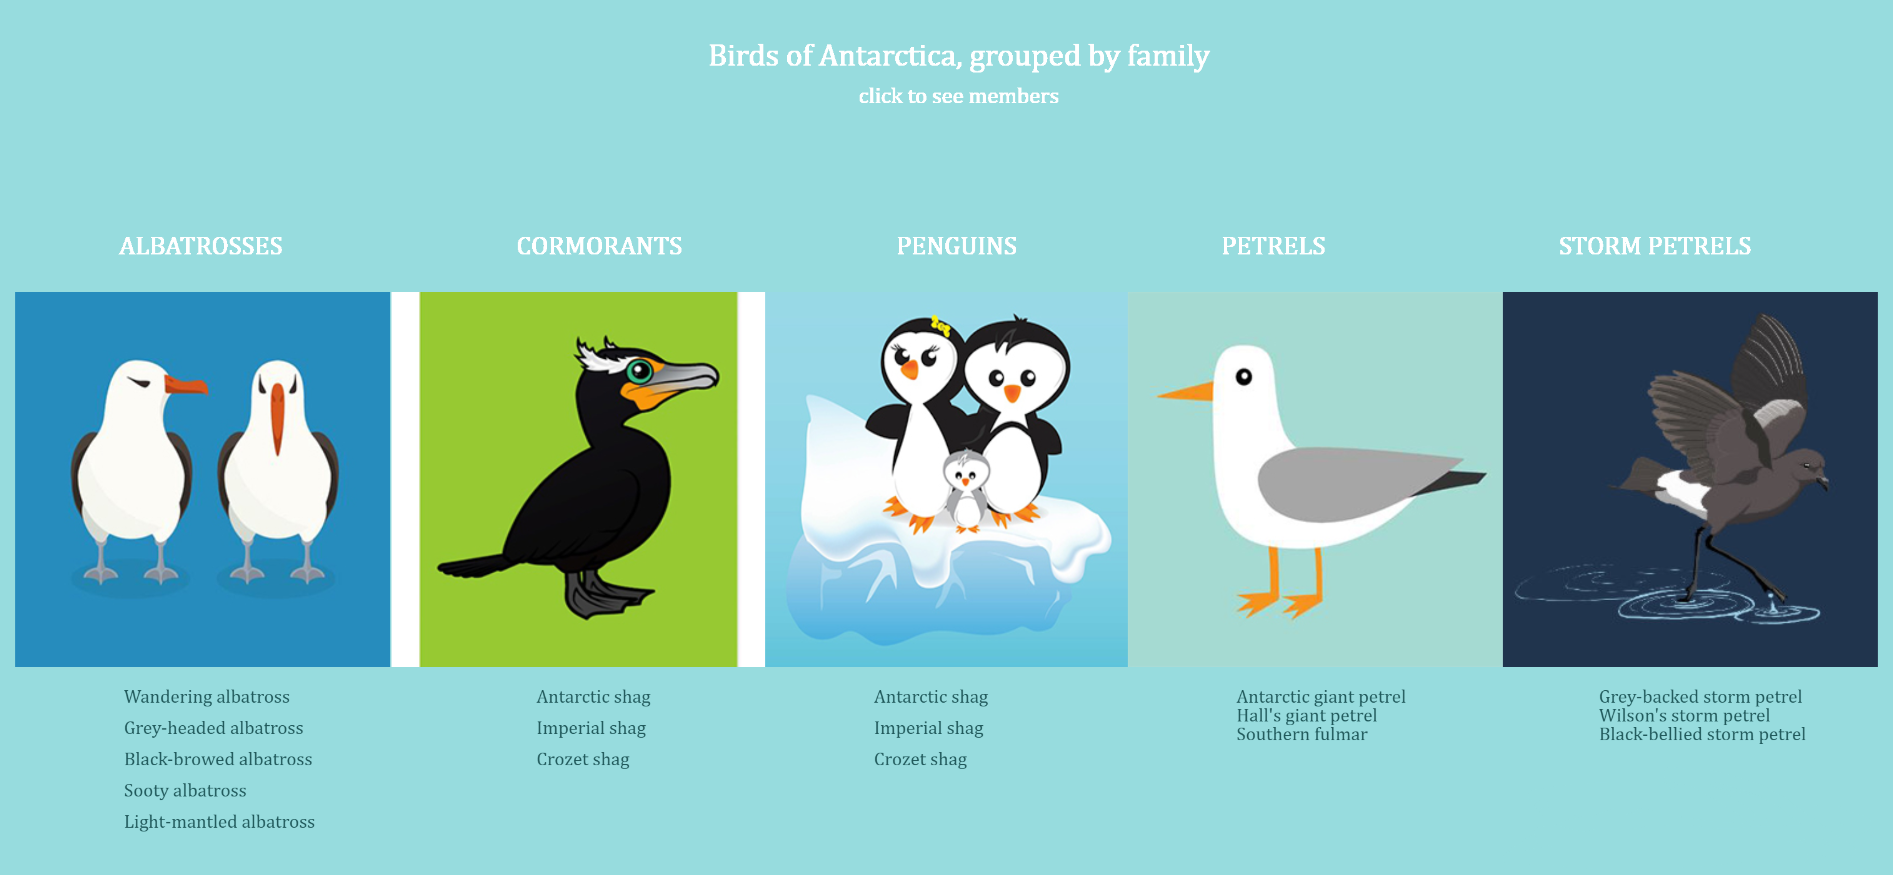 Birds of Antarctica, grouped by family
click to see members
ALBATROSSES
CORMORANTS
PENGUINS
PETRELS
STORM PETRELS
Wandering albatross
Grey-headed albatross
Black-browed albatross
Sooty albatross
Light-mantled albatross
Antarctic shag
Imperial shag
Crozet shag
Antarctic shag
Imperial shag
Crozet shag
Antarctic giant petrel
Hall's giant petrel
Southern fulmar
Grey-backed storm petrel
Wilson's storm petrel
Black-bellied storm petrel